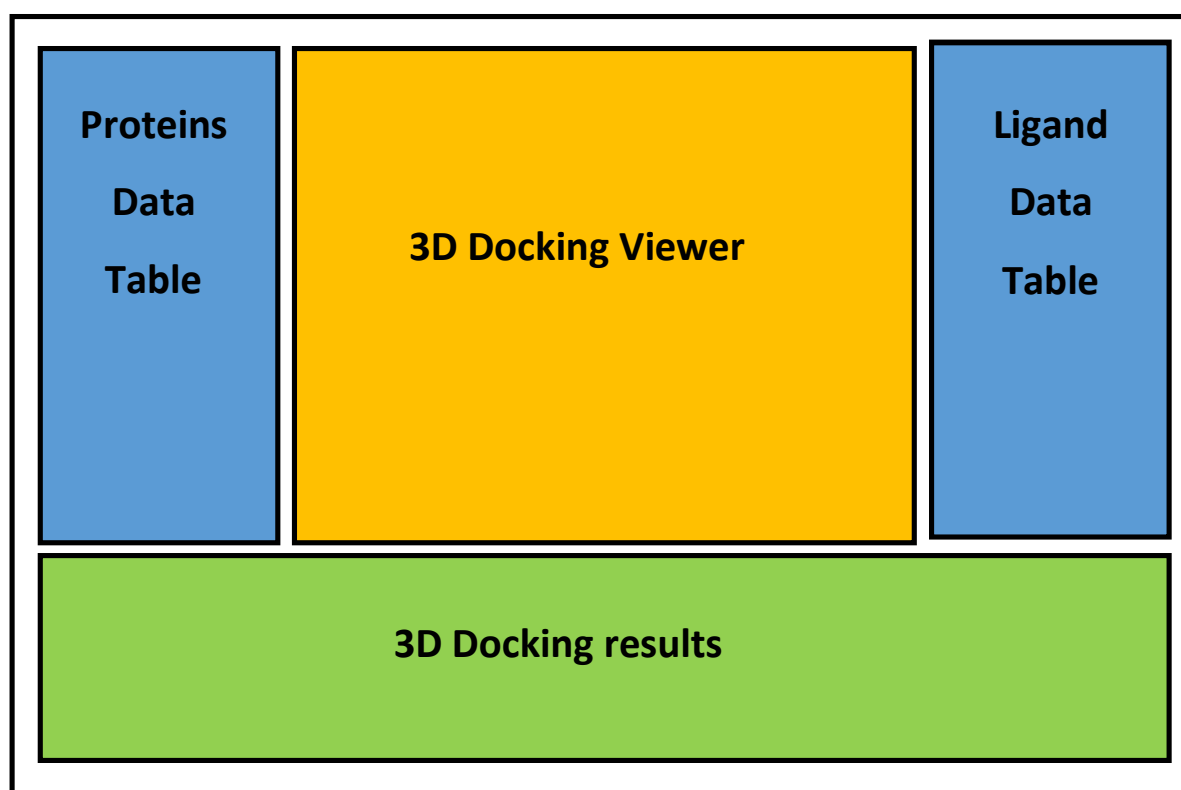 Proteins
Data
Table
3D Docking Viewer
Ligand
Data
Table
3D Docking results